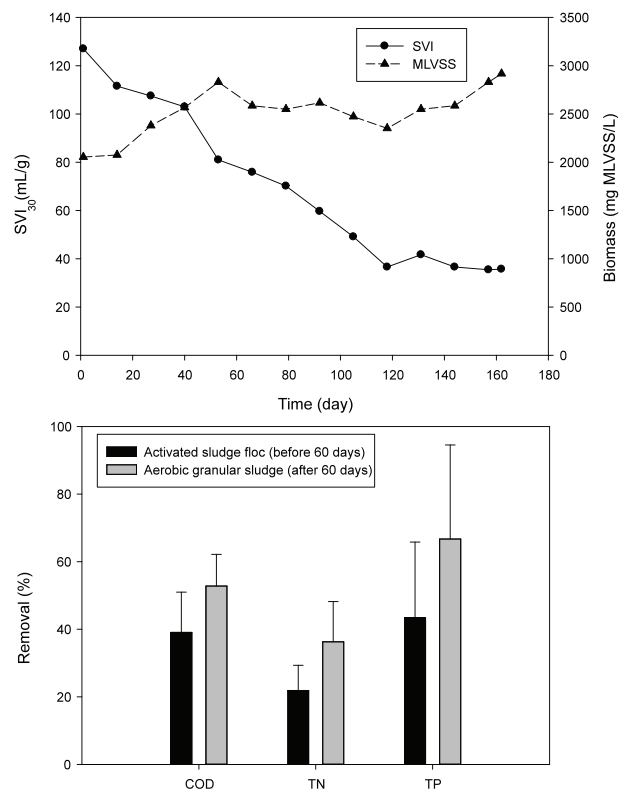 140
120
100
80
60
40
20
0
3500
3000
2500
2000
1500
1000
500
0
SVI
MLVSS
SVI30(mL/g)
Biomass (mg MLVSS/L)
0 20 40 60 80 100 120 140 160 180
Time (day)
100
80
60
40
20
0
Activated sludge floc (before 60 days)
Aerobic granular sludge (after 60 days)
Removal (%)
COD TN TP